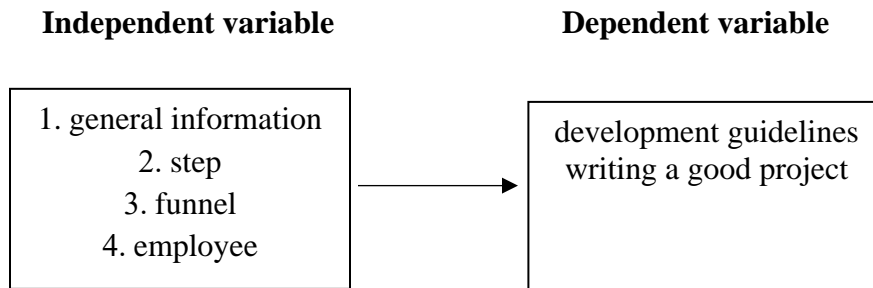 Independent variable
Dependent variable
1. general information
2. step
3. funnel
4. employee
development guidelines
writing a good project